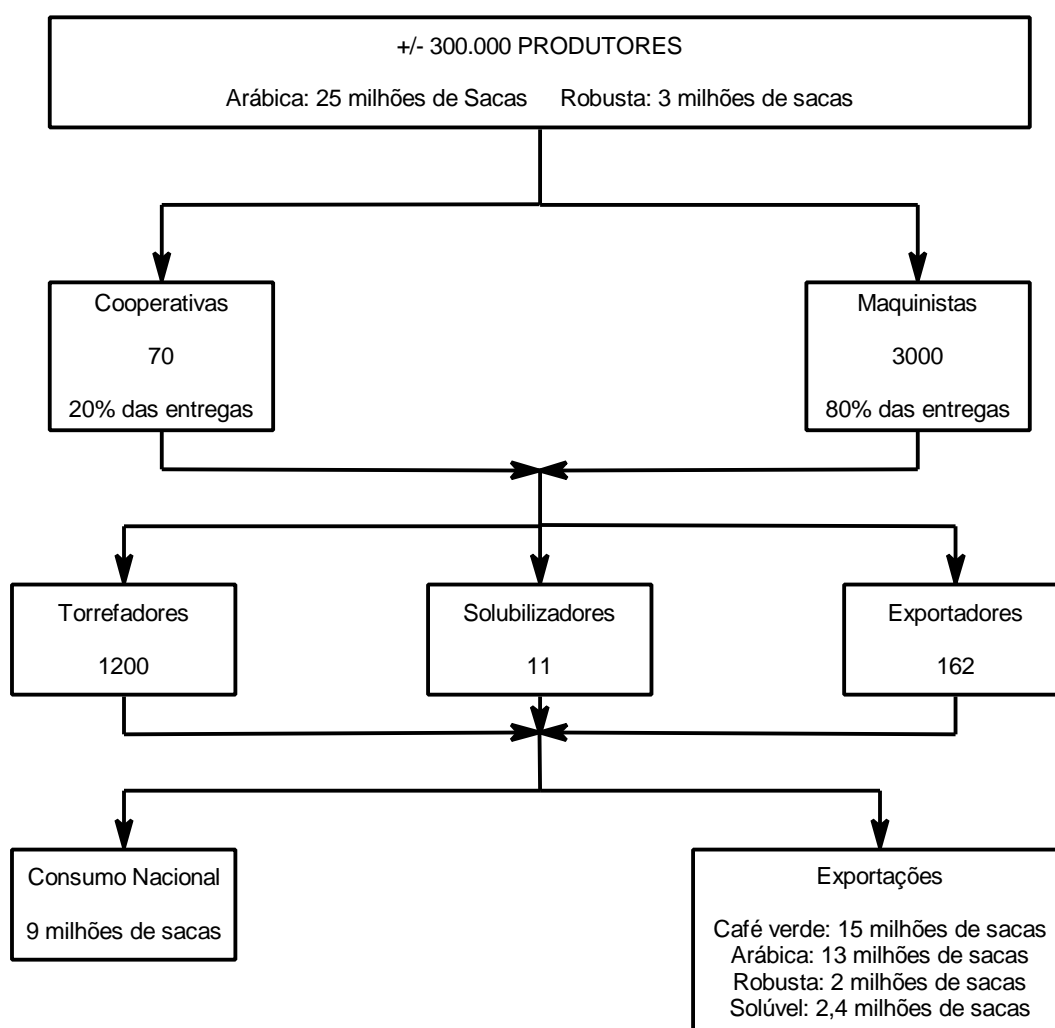 +/- 300.000 PRODUTORES
Arábica: 25 milhões de Sacas Robusta: 3 milhões de sacas
Cooperativas
70
20% das entregas
Maquinistas
3000
80% das entregas
Torrefadores
1200
Solubilizadores
11
Exportadores
162
Consumo Nacional
9 milhões de sacas
Exportações
Café verde: 15 milhões de sacas
Arábica: 13 milhões de sacas
Robusta: 2 milhões de sacas
Solúvel: 2,4 milhões de sacas